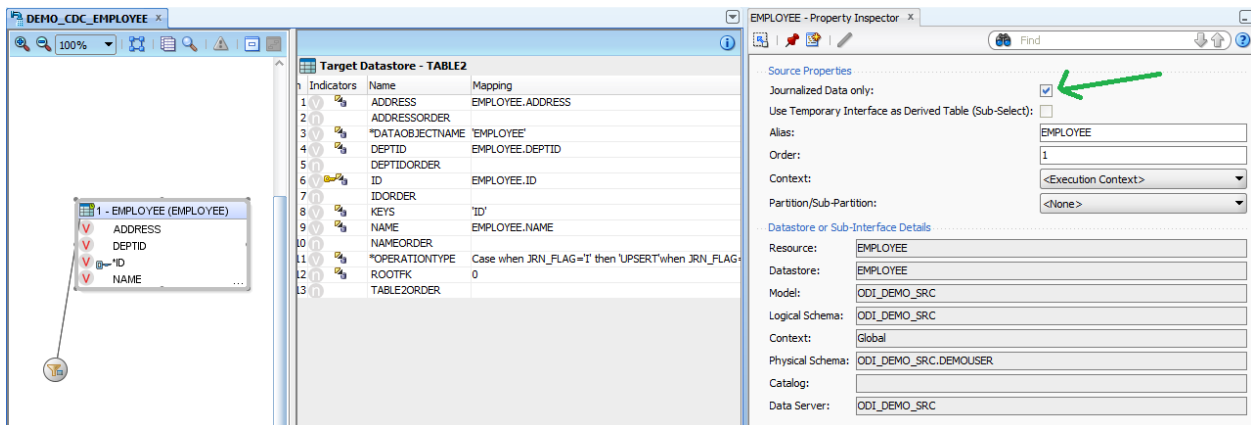 DEMO_CDC_EMPLOYEE
100%
1 - EMPLOYEE (EMPLOYEE)
V ADDRESS
V DEPTID
V *ID
V NAME
...
Target Datastore - TABLE2
n Indicators Name Mapping
1 ADDRESS EMPLOYEE.ADDRESS
2 ADDRESSORDER
3 *DATAOBJECTNAME 'EMPLOYEE'
4 DEPTID EMPLOYEE.DEPTID
5 DEPTIDORDER
6 ID EMPLOYEE.ID
7 IDORDER
8 KEYS 'ID'
9 NAME EMPLOYEE.NAME
10 NAMEORDER
11 *OPERATIONTYPE Case when JRN_FLAG='I' then 'UPSERT'when JRN_FLAG=
12 ROOTFK 0
13 TABLE2ORDER
EMPLOYEE - Property Inspector
Find
Source Properties
Journalized Data only:
Use Temporary Interface as Derived Table (Sub-Select):
Alias: EMPLOYEE
Order: 1
Context: <Execution Context>
Partition/Sub-Partition: <None>
Datastore or Sub-Interface Details
Resource: EMPLOYEE
Datastore: EMPLOYEE
Model: ODI_DEMO_SRC
Logical Schema: ODI_DEMO_SRC
Context: Global
Physical Schema: ODI_DEMO_SRC.DEMOUSER
Catalog:
Data Server: ODI_DEMO_SRC